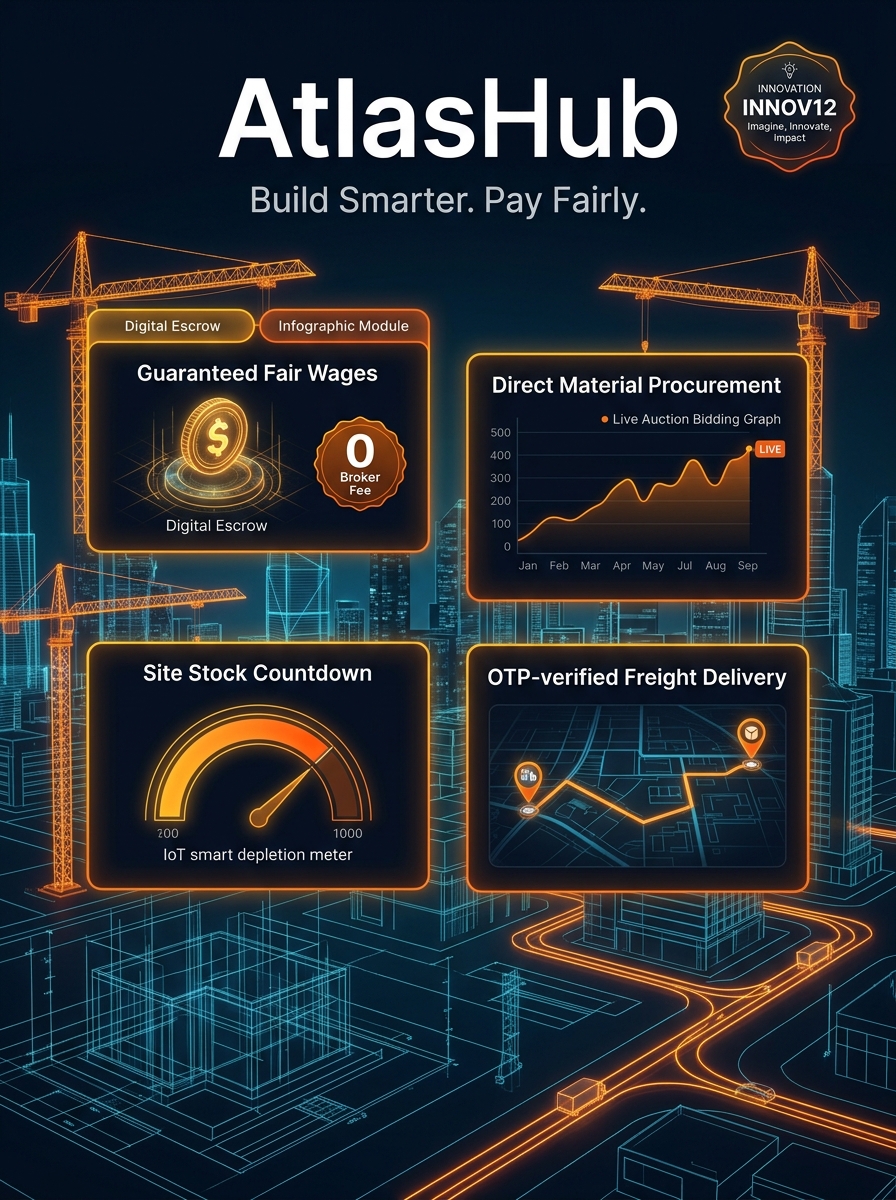 AtlasHub
Build Smarter. Pay Fairly.
INNOVATION
INNOV12
Imagine, Innovate,
Impact
Digital Escrow
Infographic Module
Guaranteed Fair Wages
$
0
Broker
Fee
Digital Escrow
Direct Material Procurement
Live Auction Bidding Graph
LIVE
500
400
300
200
100
0
Jan Feb Mar Apr May Jul Aug Sep
Site Stock Countdown
200 1000
IoT smart depletion meter
OTP-verified Freight Delivery